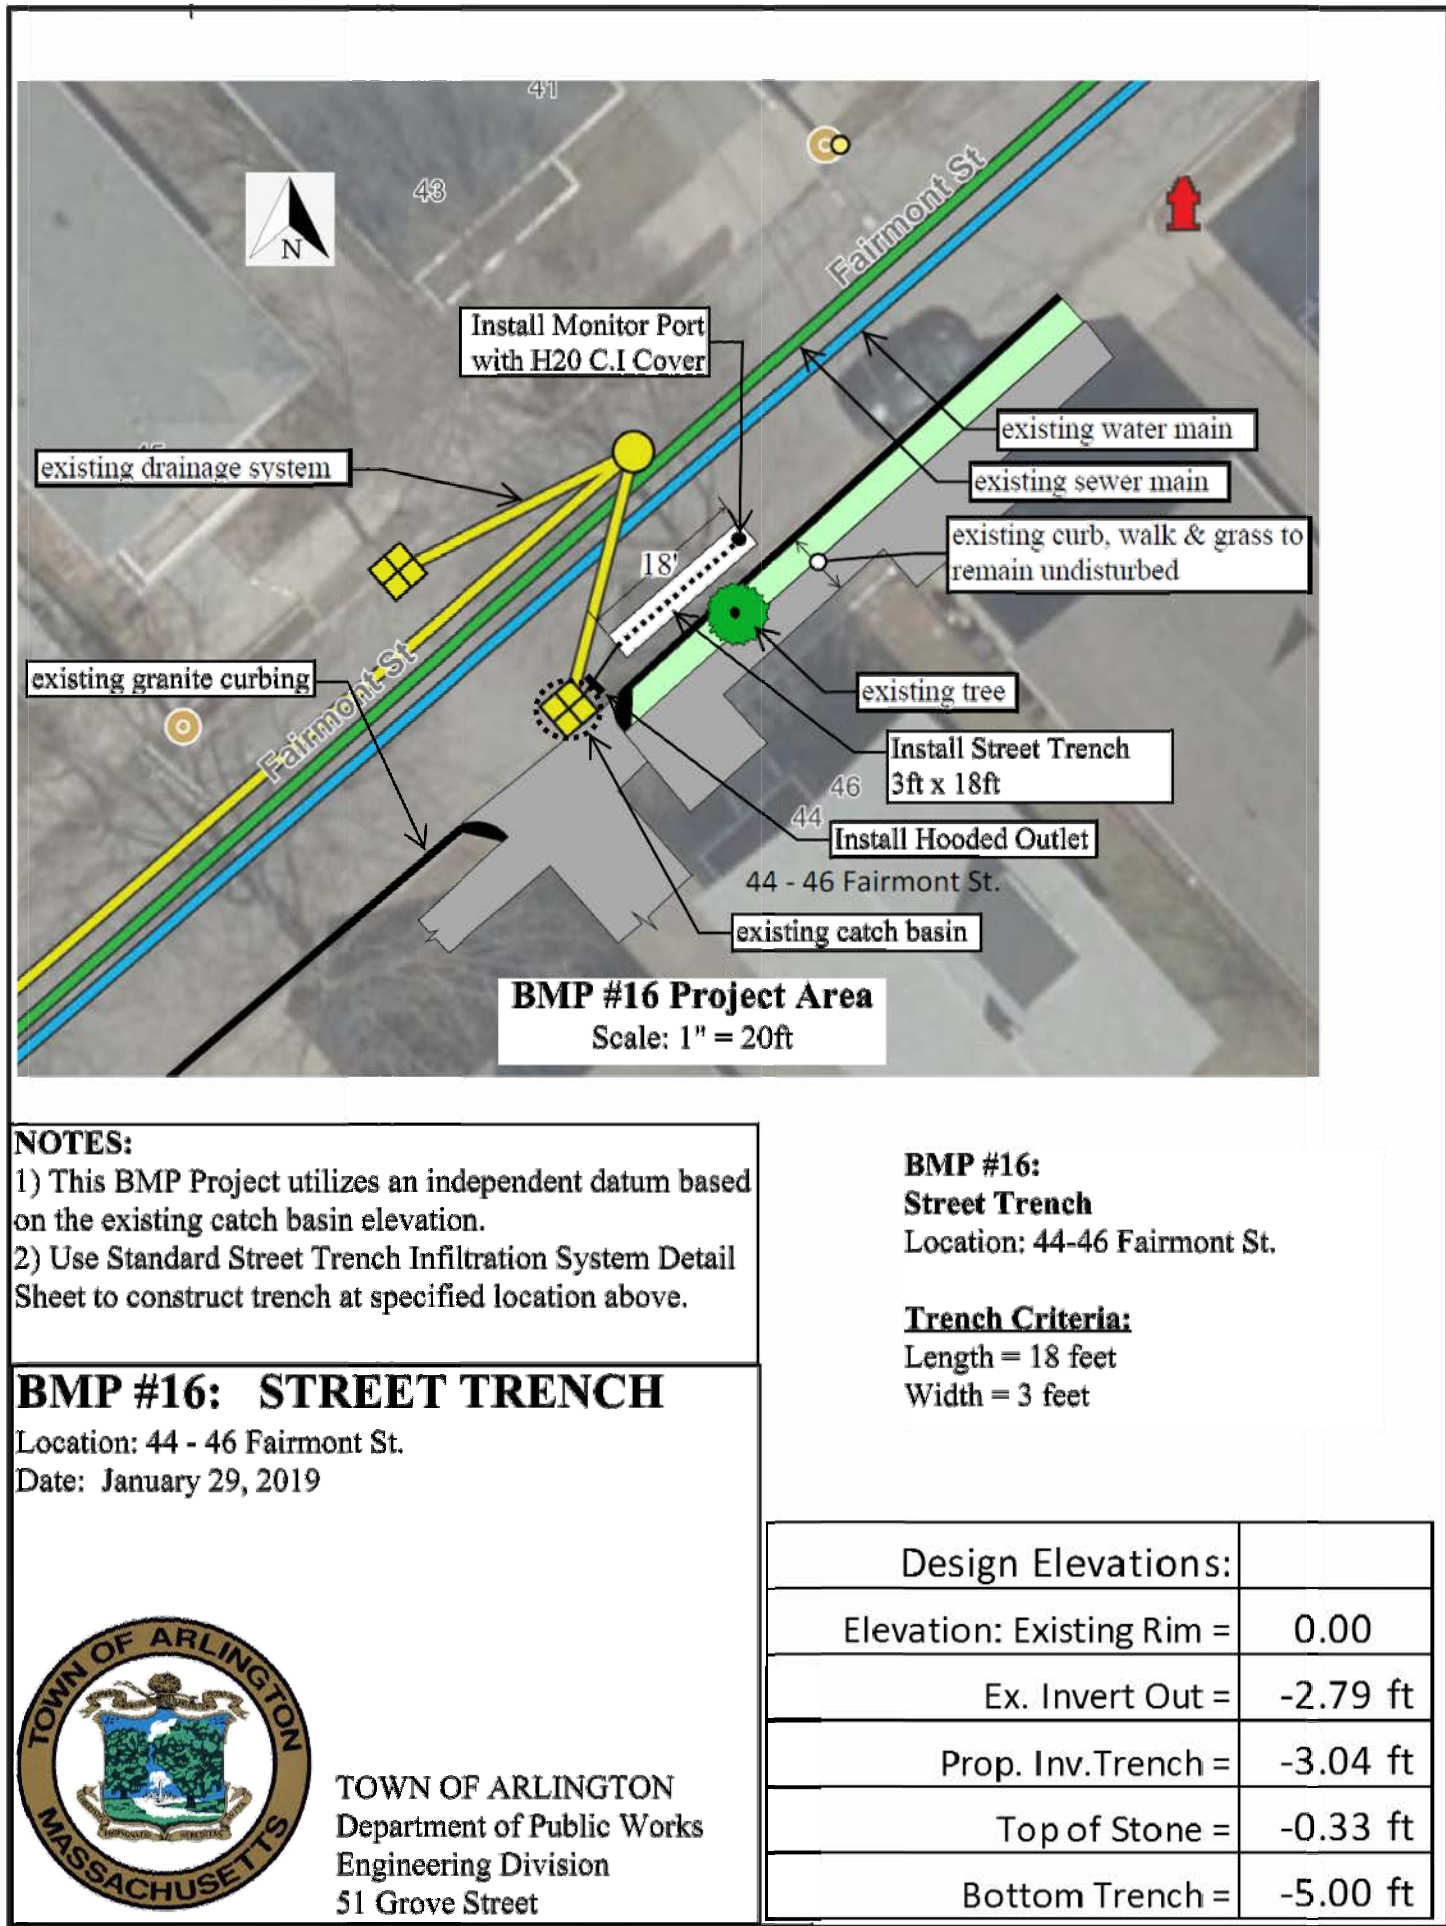 41
43
N
Fairmont St
Install Monitor Port
with H20 C.I Cover
existing water main
existing drainage system
existing sewer main
existing curb, walk & grass to
remain undisturbed
18'
existing granite curbing
Fairmont St
existing tree
Install Street Trench
3ft x 18ft
46
44
Install Hooded Outlet
44 - 46 Fairmont St.
existing catch basin
BMP #16 Project Area
Scale: 1" = 20ft
NOTES:
1) This BMP Project utilizes an independent datum based
on the existing catch basin elevation.
2) Use Standard Street Trench Infiltration System Detail
Sheet to construct trench at specified location above.
BMP #16:
Street Trench
Location: 44-46 Fairmont St.
Trench Criteria:
Length = 18 feet
Width = 3 feet
BMP #16: STREET TRENCH
Location: 44 - 46 Fairmont St.
Date: January 29, 2019
TOWN OF ARLINGTON
MASSACHUSETTS
TOWN OF ARLINGTON
Department of Public Works
Engineering Division
51 Grove Street
Design Elevations:
Elevation: Existing Rim = 0.00
Ex. Invert Out = -2.79 ft
Prop. Inv.Trench = -3.04 ft
Top of Stone = -0.33 ft
Bottom Trench = -5.00 ft